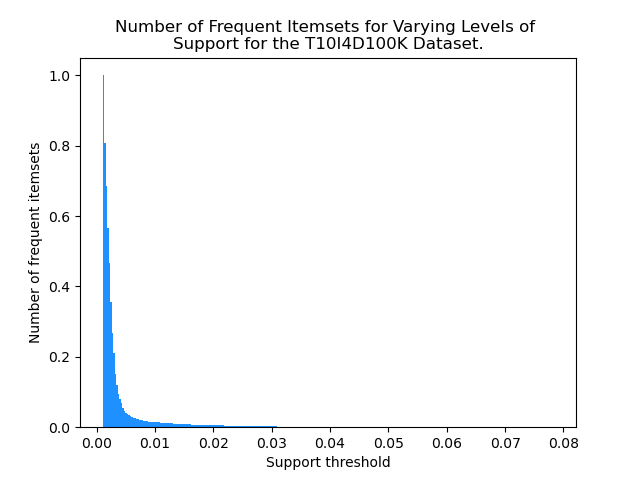 Number of Frequent Itemsets for Varying Levels of
Support for the T10I4D100K Dataset.
1.0
0.8
0.6
0.4
0.2
0.0
Number of frequent itemsets
0.00 0.01 0.02 0.03 0.04 0.05 0.06 0.07 0.08
Support threshold